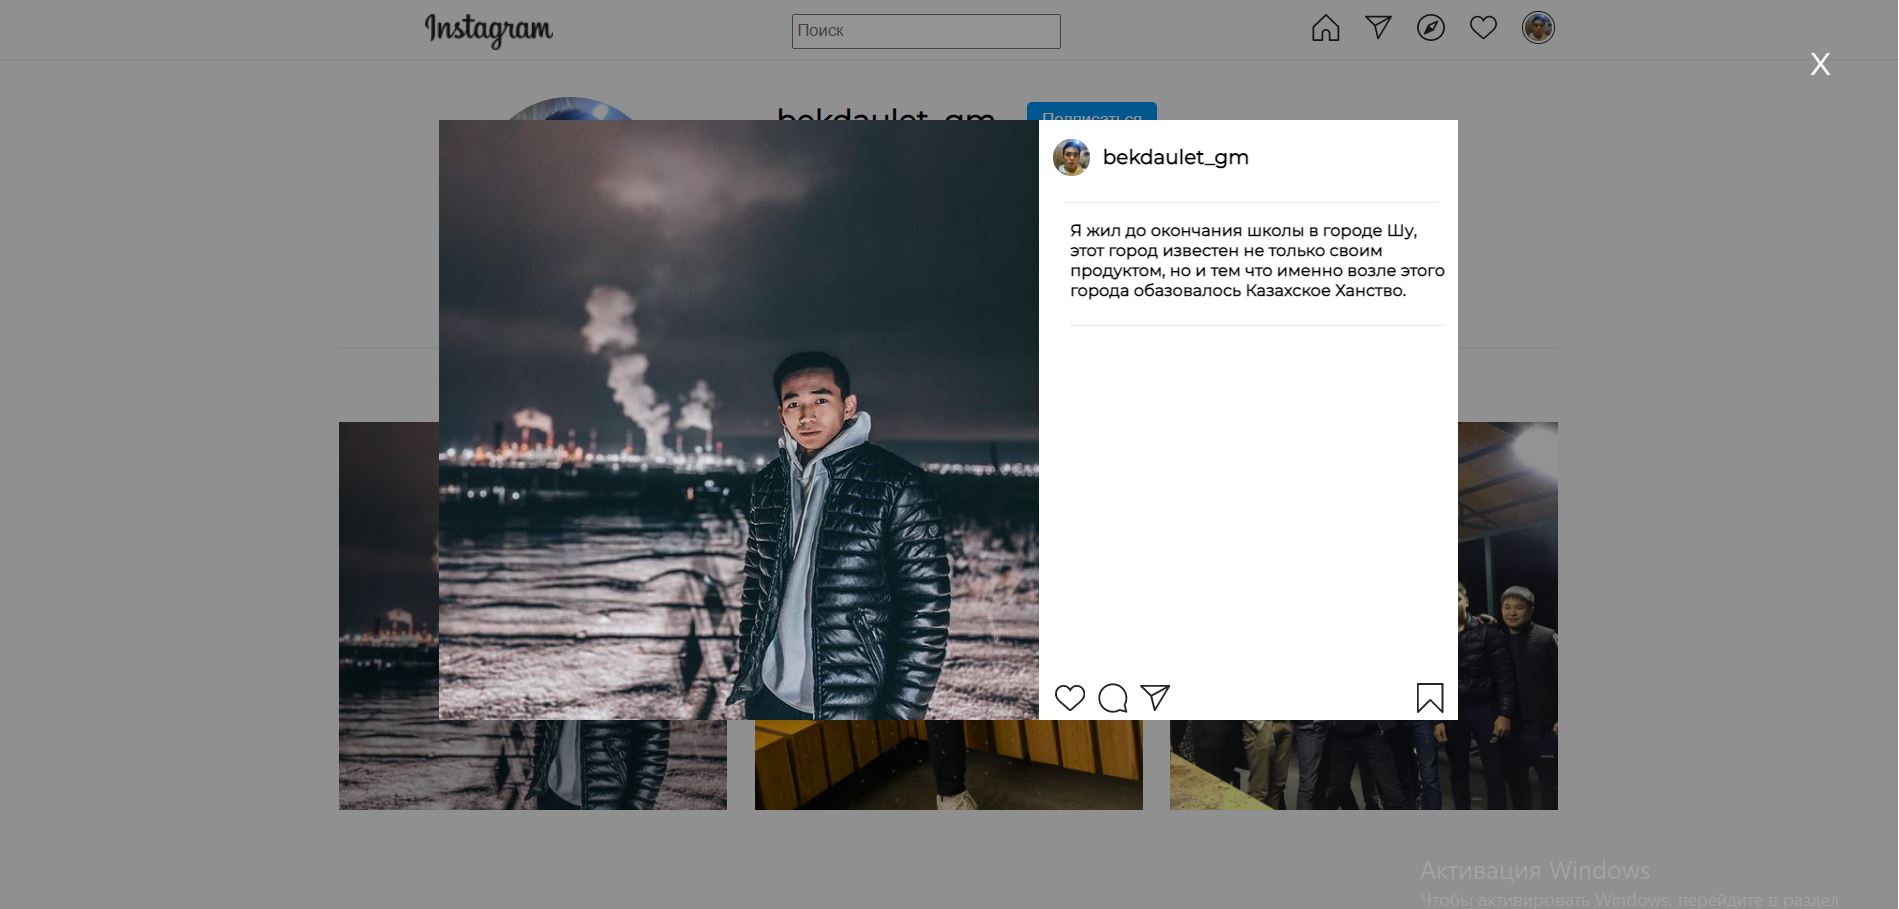 Instagram
Поиск
X
bekdaulet_gm
Подписаться
bekdaulet_gm
Я жил до окончания школы в городе Шу,
этот город известен не только своим
продуктом, но и тем что именно возле этого
города обазовалось Казахское Ханство.
Активация Windows
Чтобы активировать Windows, перейдите в раздел